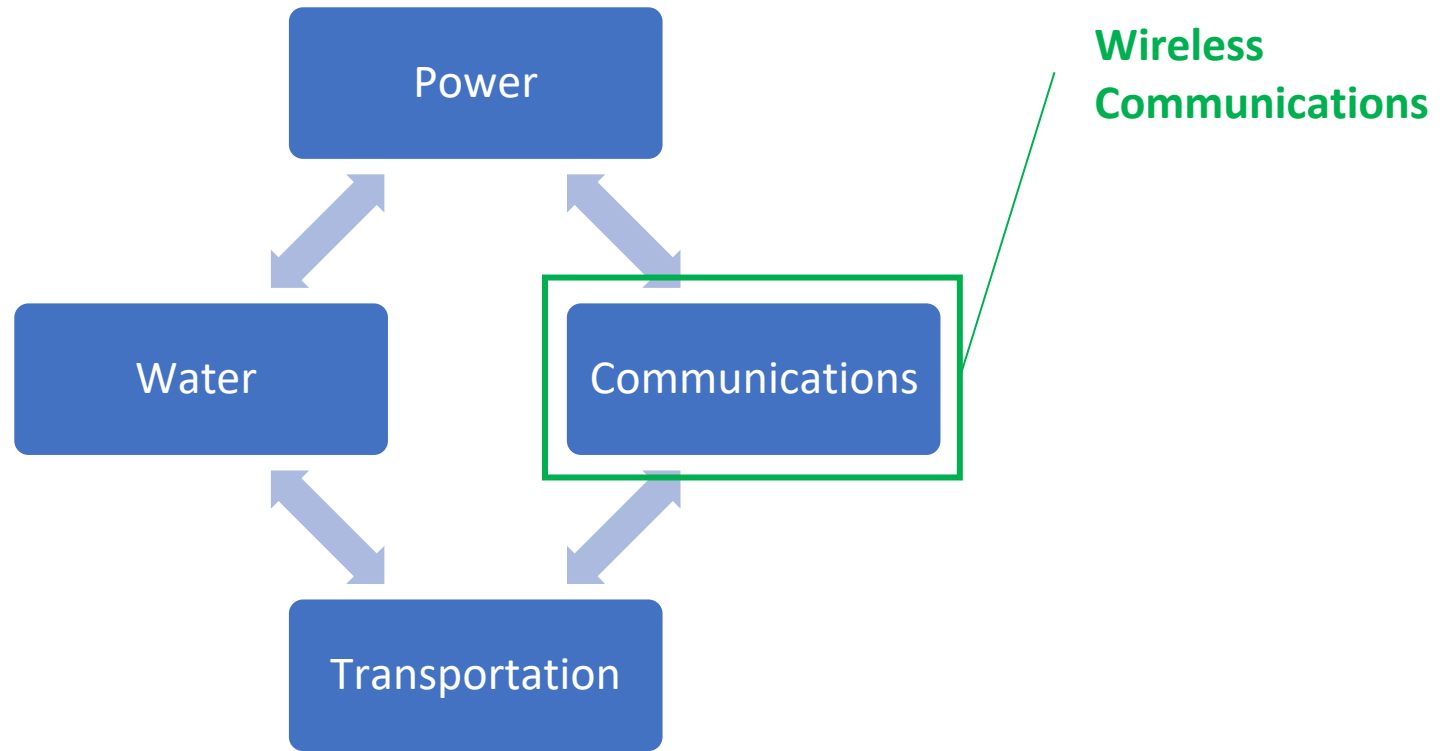 Power
Wireless
Communications
Water
Communications
Transportation